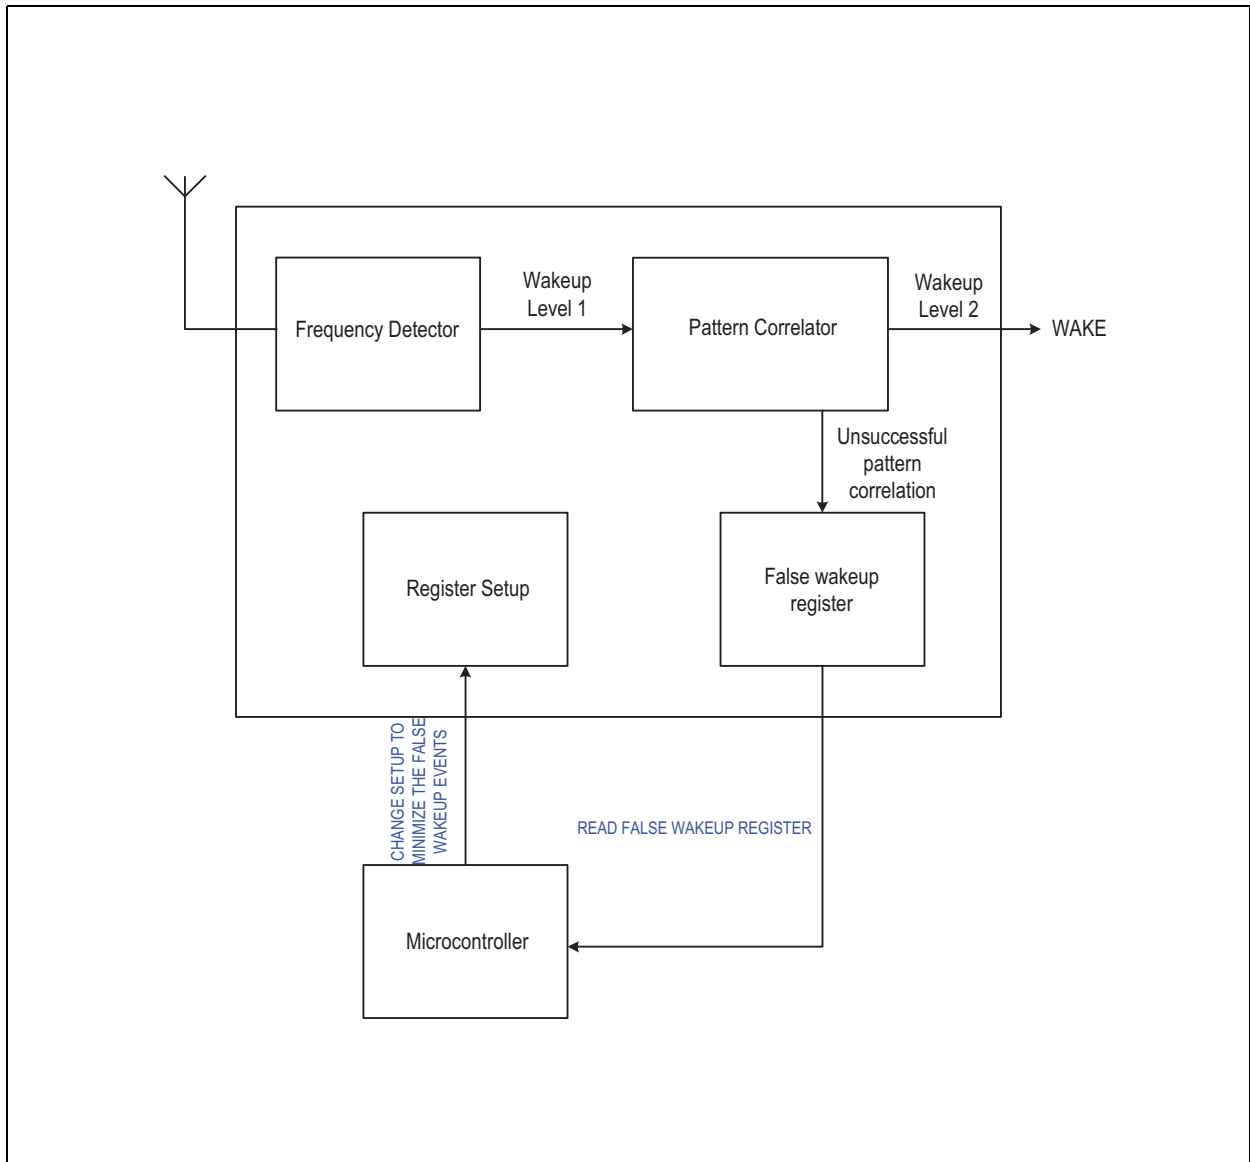 Wakeup
Level 1
Wakeup
Level 2
Frequency Detector
Pattern Correlator
WAKE
Unsuccessful
pattern
correlation
Register Setup
False wakeup
register
CHANGE SETUP TO
MINIMIZE THE FALSE
WAKEUP EVENTS
READ FALSE WAKEUP REGISTER
Microcontroller